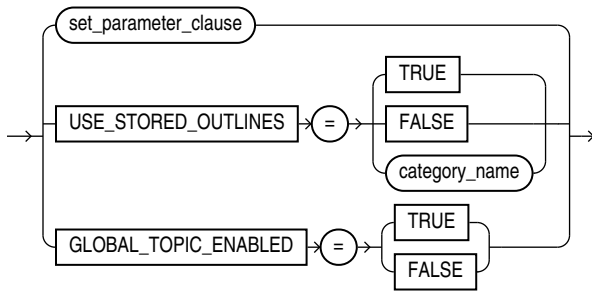 set_parameter_clause
TRUE
USE_STORED_OUTLINES = FALSE
category_name
TRUE
GLOBAL_TOPIC_ENABLED =
FALSE